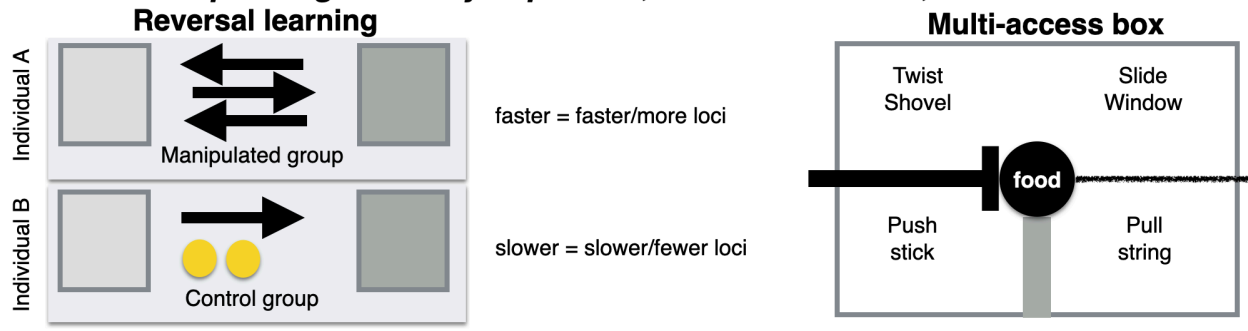 Reversal learning
Individual A
Manipulated group
faster = faster/more loci
Individual B
Control group
slower = slower/fewer loci
Multi-access box
Twist
Shovel
Slide
Window
food
Push
stick
Pull
string